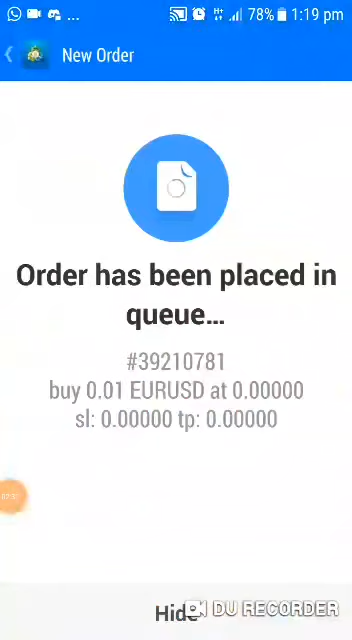 ... H+ 78% 1:19 pm
New Order
Order has been placed in
queue...
#39210781
buy 0.01 EURUSD at 0.00000
sl: 0.00000 tp: 0.00000
Hide
DU RECORDER